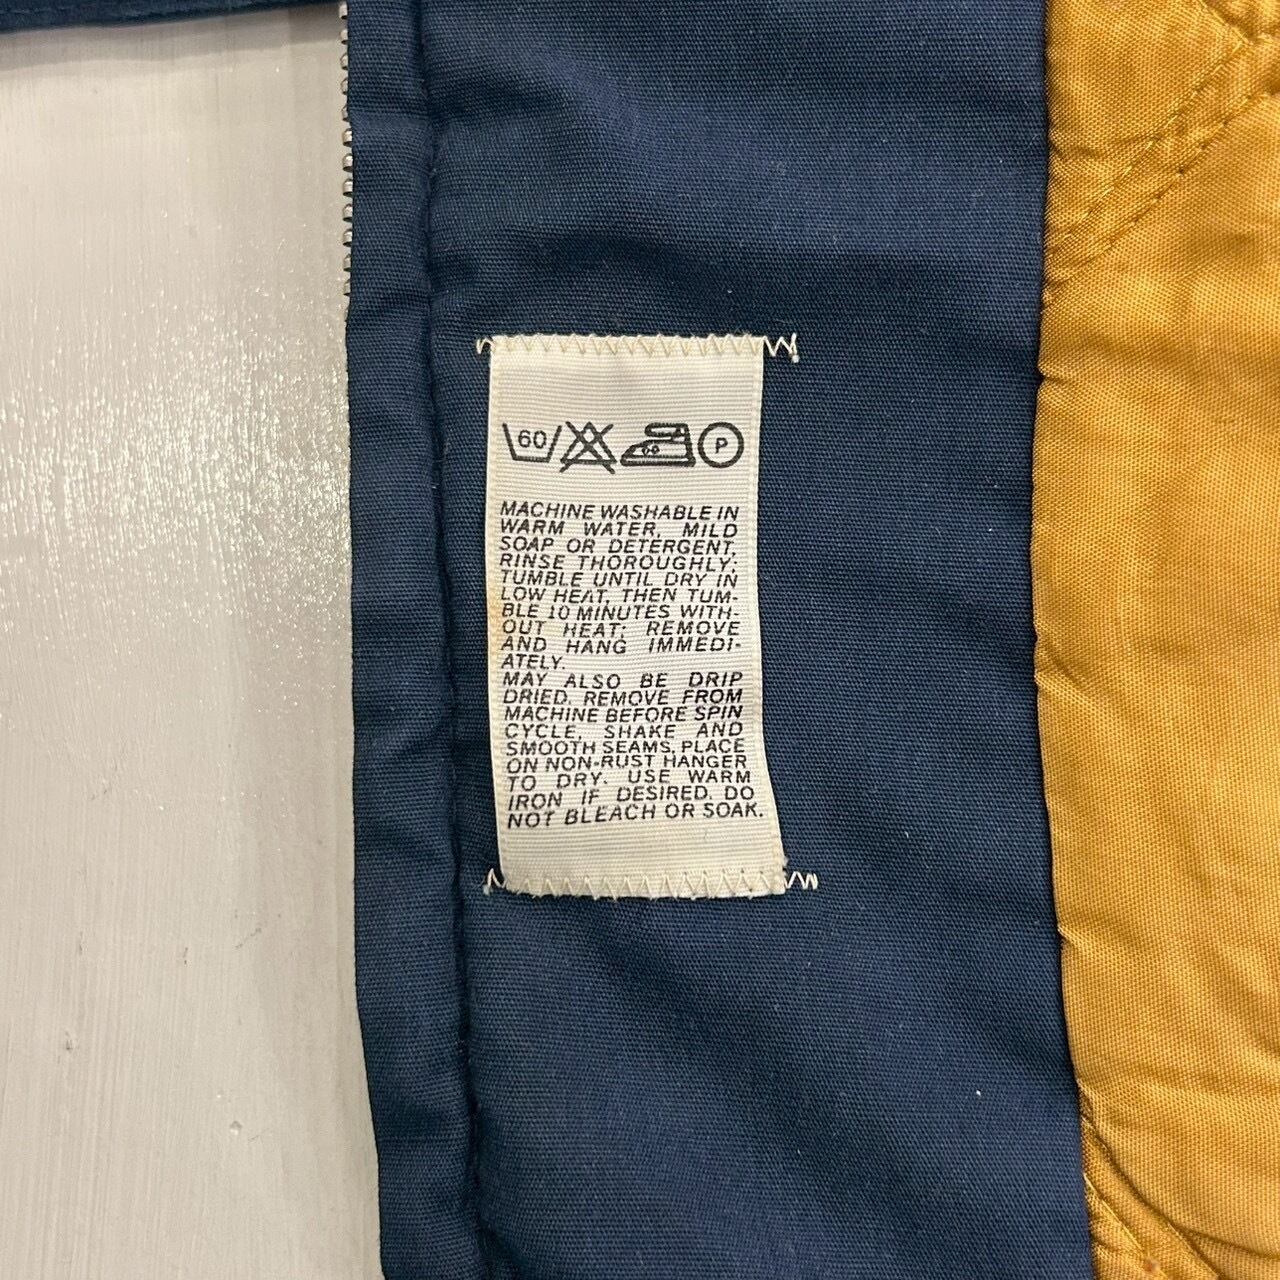 60 P
MACHINE WASHABLE IN
WARM WATER, MILD
SOAP OR DETERGENT,
RINSE THOROUGHLY;
TUMBLE UNTIL DRY IN
LOW HEAT, THEN TUM-
BLE 10 MINUTES WITH-
OUT HEAT; REMOVE
AND HANG IMMEDI-
ATELY.
MAY ALSO BE DRIP
DRIED. REMOVE FROM
MACHINE BEFORE SPIN
CYCLE, SHAKE AND
SMOOTH SEAMS, PLACE
ON NON-RUST HANGER
TO DRY. USE WARM
IRON IF DESIRED. DO
NOT BLEACH OR SOAK.